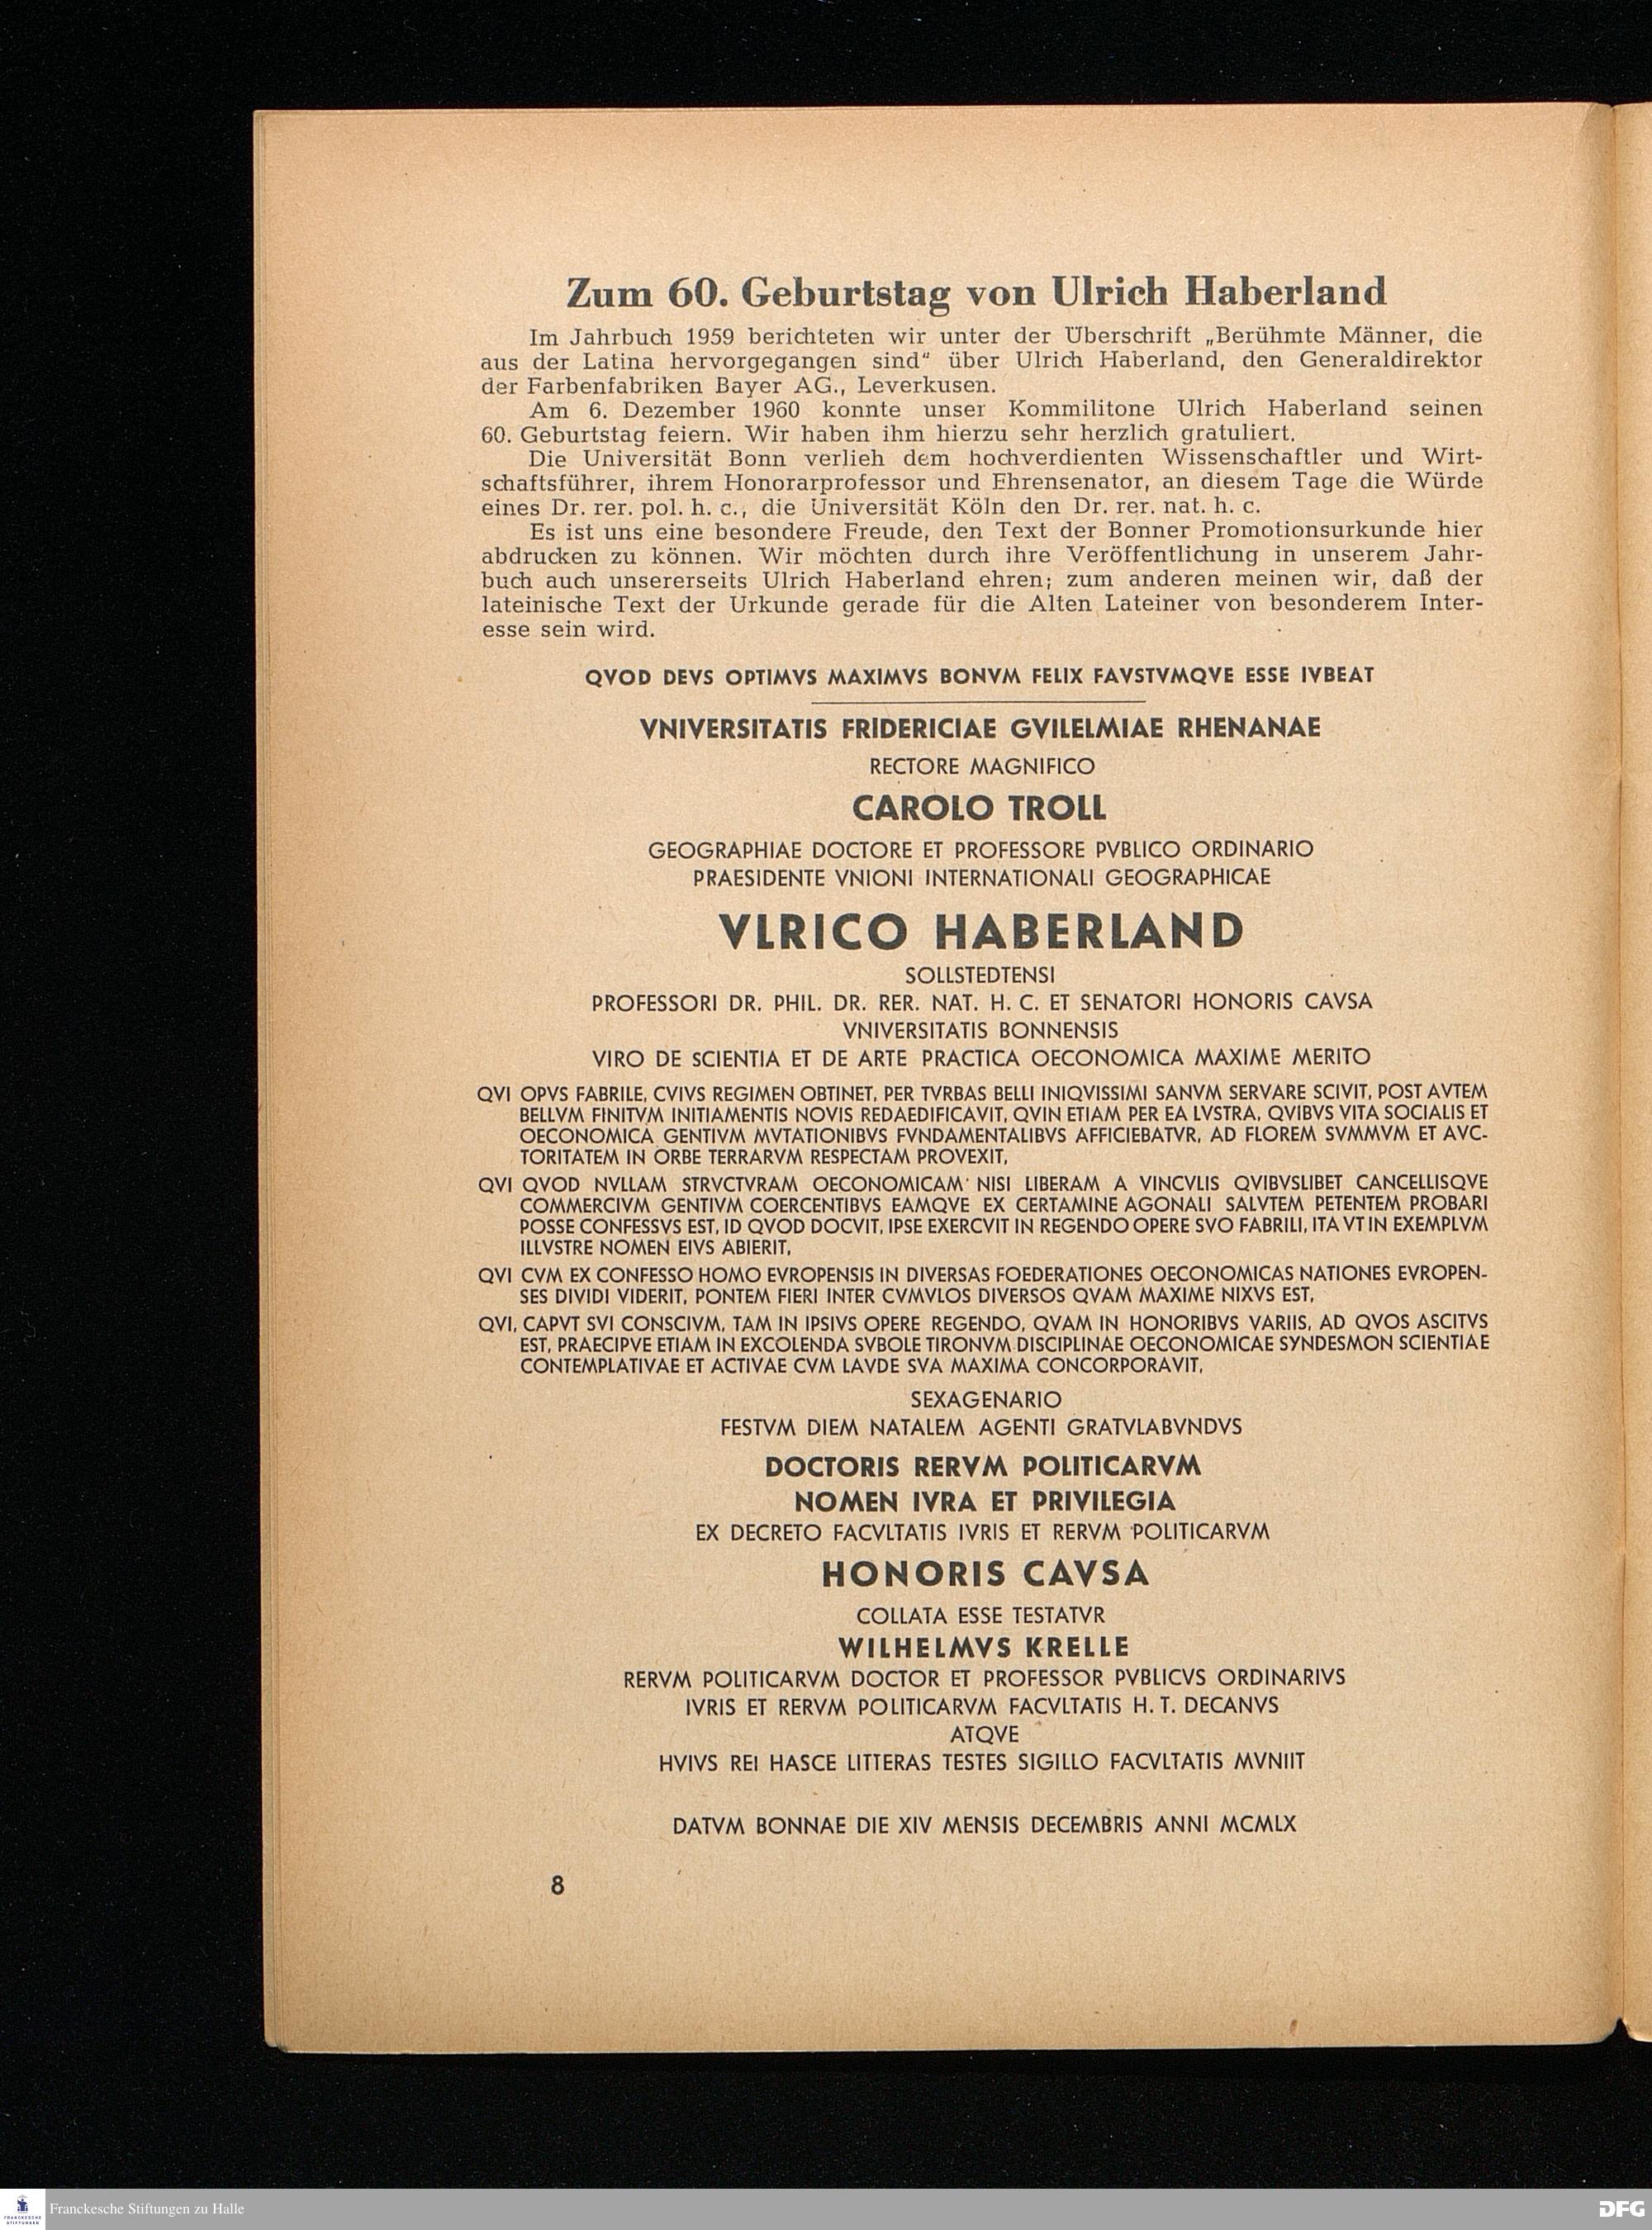 Zum 60. Geburtstag von Ulrich Haberland
Im Jahrbuch 1959 berichteten wir unter der Überschrift „Berühmte Männer, die
aus der Latina hervorgegangen sind“ über Ulrich Haberland, den Generaldirektor
der Farbenfabriken Bayer AG., Leverkusen.
Am 6. Dezember 1960 konnte unser Kommilitone Ulrich Haberland seinen
60. Geburtstag feiern. Wir haben ihm hierzu sehr herzlich gratuliert.
Die Universität Bonn verlieh dem hochverdienten Wissenschaftler und Wirt-
schaftsführer, ihrem Honorarprofessor und Ehrensenator, an diesem Tage die Würde
eines Dr. rer. pol. h. c., die Universität Köln den Dr. rer. nat. h. c.
Es ist uns eine besondere Freude, den Text der Bonner Promotionsurkunde hier
abdrucken zu können. Wir möchten durch ihre Veröffentlichung in unserem Jahr-
buch auch unsererseits Ulrich Haberland ehren; zum anderen meinen wir, daß der
lateinische Text der Urkunde gerade für die Alten Lateiner von besonderem Inter-
esse sein wird.
QVOD DEVS OPTIMVS MAXIMVS BONVM FELIX FAVSTVMQVE ESSE IVBEAT
VNIVERSITATIS FRIDERICIAE GVILELMIAE RHENANAE
RECTORE MAGNIFICO
CAROLO TROLL
GEOGRAPHIAE DOCTORE ET PROFESSORE PVBLICO ORDINARIO
PRAESIDENTE VNIONI INTERNATIONALI GEOGRAPHICAE
VLRICO HABERLAND
SOLLSTEDTENSI
PROFESSORI DR. PHIL. DR. RER. NAT. H. C. ET SENATORI HONORIS CAVSA
VNIVERSITATIS BONNENSIS
VIRO DE SCIENTIA ET DE ARTE PRACTICA OECONOMICA MAXIME MERITO
QVI OPVS FABRILE, CVIVS REGIMEN OBTINET, PER TVRBAS BELLI INIQVISSIMI SANVM SERVARE SCIVIT, POST AVTEM
BELLVM FINITVM INITIAMENTIS NOVIS REDAEDIFICAVIT, QVIN ETIAM PER EA LVSTRA, QVIBVS VITA SOCIALIS ET
OECONOMICA GENTIVM MVTATIONIBVS FVNDAMENTALIBVS AFFICIEBATVR, AD FLOREM SVMMVM ET AVC-
TORITATEM IN ORBE TERRARVM RESPECTAM PROVEXIT,
QVI QVOD NVLLAM STRVCTVRAM OECONOMICAM NISI LIBERAM A VINCVLIS QVIBVSLIBET CANCELLISQVE
COMMERCIVM GENTIVM COERCENTIBVS EAMQVE EX CERTAMINE AGONALI SALVTEM PETENTEM PROBARI
POSSE CONFESSVS EST, ID QVOD DOCVIT, IPSE EXERCVIT IN REGENDO OPERE SVO FABRILI, ITA VT IN EXEMPLVM
ILLVSTRE NOMEN EIVS ABIERIT,
QVI CVM EX CONFESSO HOMO EVROPENSIS IN DIVERSAS FOEDERATIONES OECONOMICAS NATIONES EVROPEN-
SES DIVIDI VIDERIT, PONTEM FIERI INTER CVMVLOS DIVERSOS QVAM MAXIME NIXVS EST,
QVI, CAPVT SVI CONSCIVM, TAM IN IPSIVS OPERE REGENDO, QVAM IN HONORIBVS VARIIS, AD QVOS ASCITVS
EST, PRAECIPVE ETIAM IN EXCOLENDA SVBOLE TIRONVM DISCIPLINAE OECONOMICAE SYNDESMON SCIENTIAE
CONTEMPLATIVAE ET ACTIVAE CVM LAVDE SVA MAXIMA CONCORPORAVIT,
SEXAGENARIO
FESTVM DIEM NATALEM AGENTI GRATVLABVNDVS
DOCTORIS RERVM POLITICARVM
NOMEN IVRA ET PRIVILEGIA
EX DECRETO FACVLTATIS IVRIS ET RERVM POLITICARVM
HONORIS CAVSA
COLLATA ESSE TESTATVR
WILHELMVS KRELLE
RERVM POLITICARVM DOCTOR ET PROFESSOR PVBLICVS ORDINARIVS
IVRIS ET RERVM POLITICARVM FACVLTATIS H. T. DECANVS
ATQVE
HVIVS REI HASCE LITTERAS TESTES SIGILLO FACVLTATIS MVNIIT
DATVM BONNAE DIE XIV MENSIS DECEMBRIS ANNI MCMLX
8
FRANCKESCHE
STIFTUNGEN
Franckesche Stiftungen zu Halle
DFG